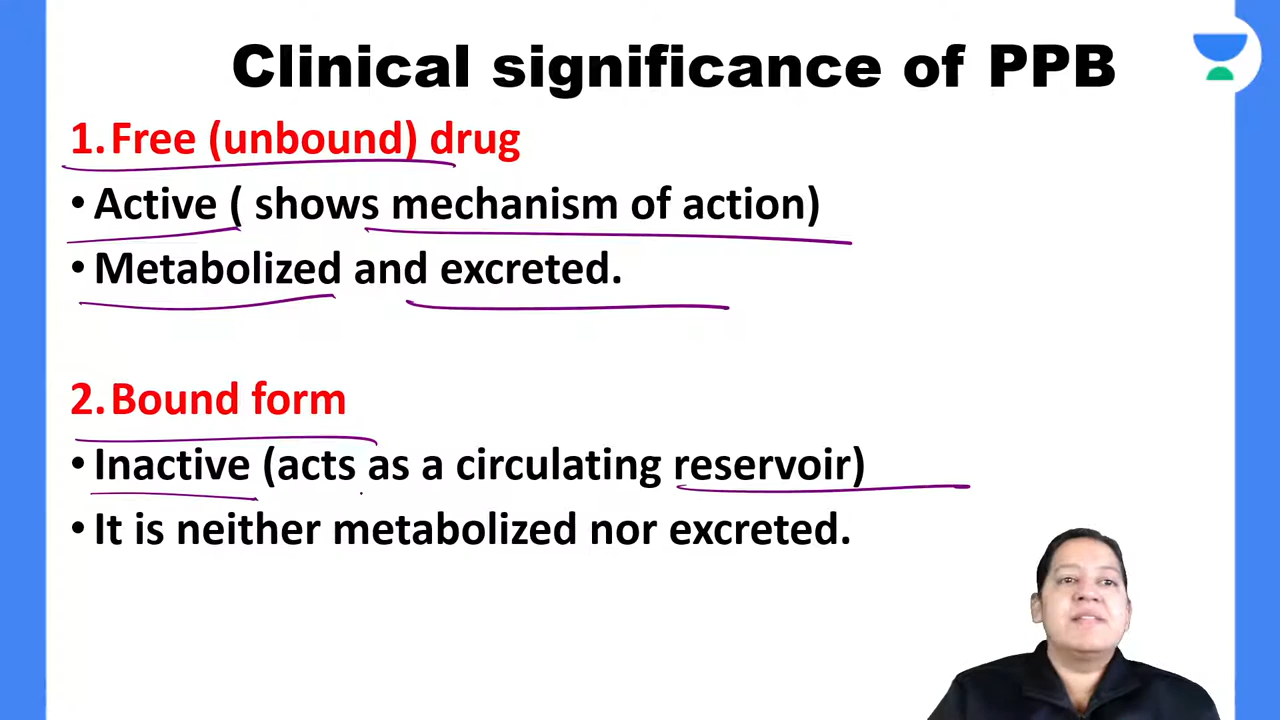 Clinical significance of PPB
1. Free (unbound) drug
• Active ( shows mechanism of action)
• Metabolized and excreted.
2. Bound form
• Inactive (acts as a circulating reservoir)
• It is neither metabolized nor excreted.